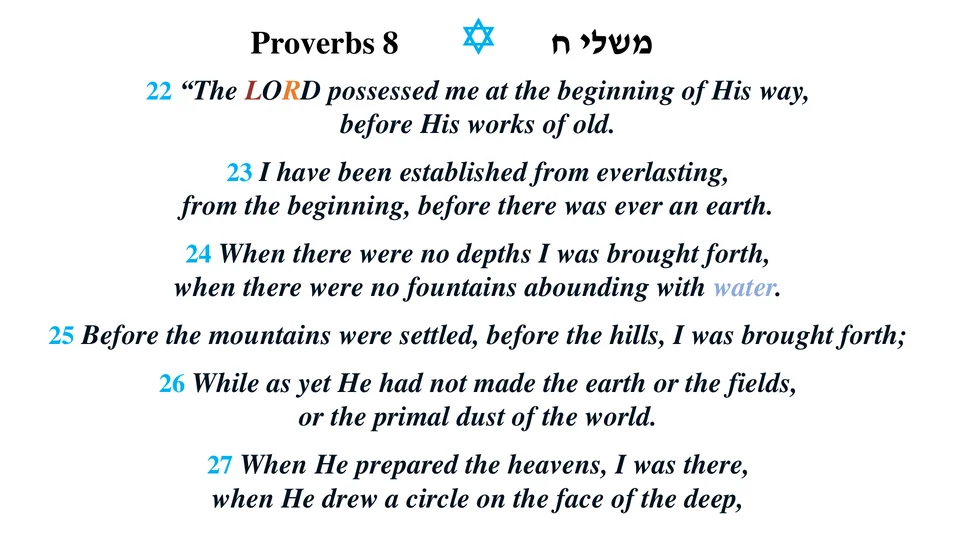 Proverbs 8 ✡ משלי ח
22 “The LORD possessed me at the beginning of His way,
before His works of old.
23 I have been established from everlasting,
from the beginning, before there was ever an earth.
24 When there were no depths I was brought forth,
when there were no fountains abounding with water.
25 Before the mountains were settled, before the hills, I was brought forth;
26 While as yet He had not made the earth or the fields,
or the primal dust of the world.
27 When He prepared the heavens, I was there,
when He drew a circle on the face of the deep,